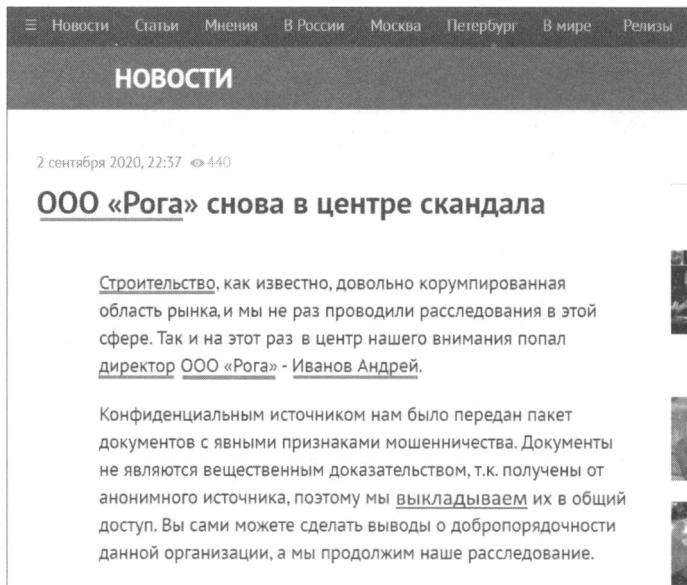 ☰ Новости Статьи Мнения В России Москва Петербург В мире Релизы
НОВОСТИ
2 сентября 2020, 22:37 440
ООО «Рога» снова в центре скандала
Строительство, как известно, довольно корумпированная
область рынка, и мы не раз проводили расследования в этой
сфере. Так и на этот раз в центр нашего внимания попал
директор ООО «Рога» - Иванов Андрей.
Конфиденциальным источником нам было передан пакет
документов с явными признаками мошенничества. Документы
не являются вещественным доказательством, т.к. получены от
анонимного источника, поэтому мы выкладываем их в общий
доступ. Вы сами можете сделать выводы о добропорядочности
данной организации, а мы продолжим наше расследование.